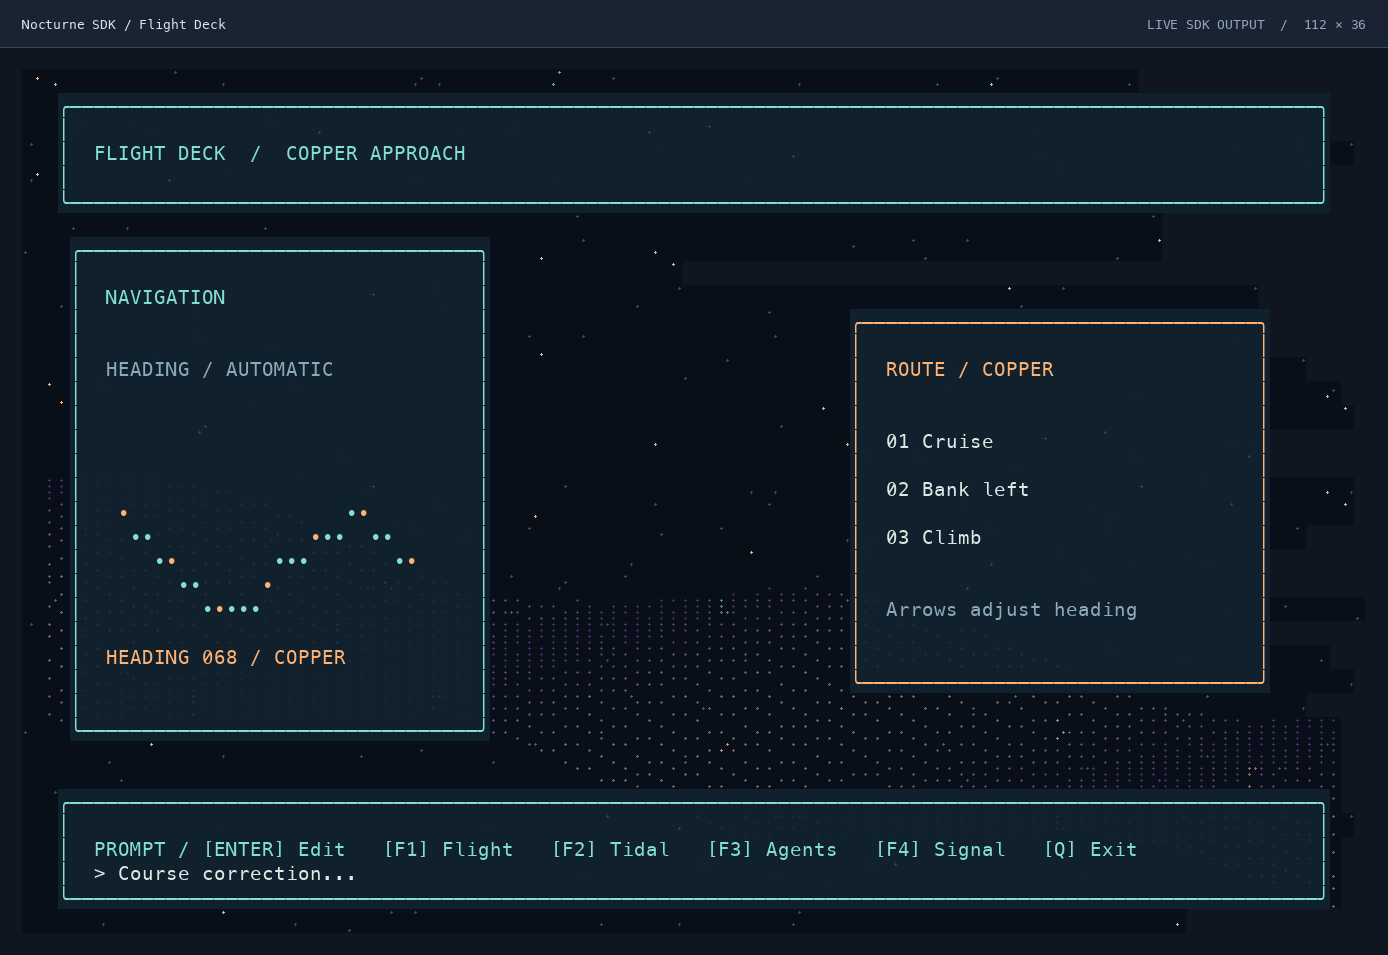 Nocturne SDK / Flight Deck
LIVE SDK OUTPUT / 112 × 36
FLIGHT DECK / COPPER APPROACH
NAVIGATION
HEADING / AUTOMATIC
HEADING 068 / COPPER
ROUTE / COPPER
01 Cruise
02 Bank left
03 Climb
Arrows adjust heading
PROMPT / [ENTER] Edit [F1] Flight [F2] Tidal [F3] Agents [F4] Signal [Q] Exit
> Course correction...